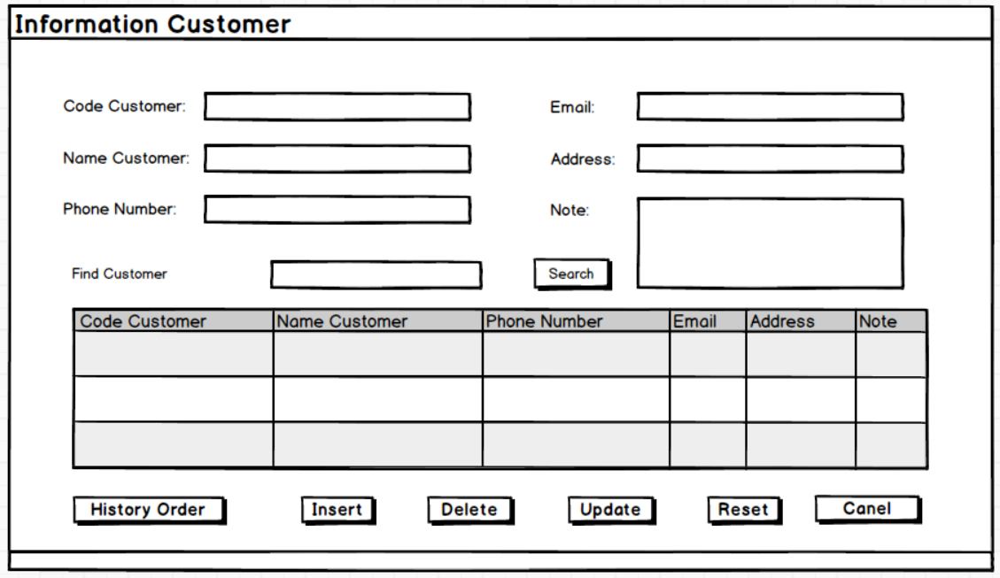 Information Customer
Code Customer:
Email:
Name Customer:
Address:
Phone Number:
Note:
Find Customer
Search
Code Customer Name Customer Phone Number Email Address Note
History Order Insert Delete Update Reset Canel